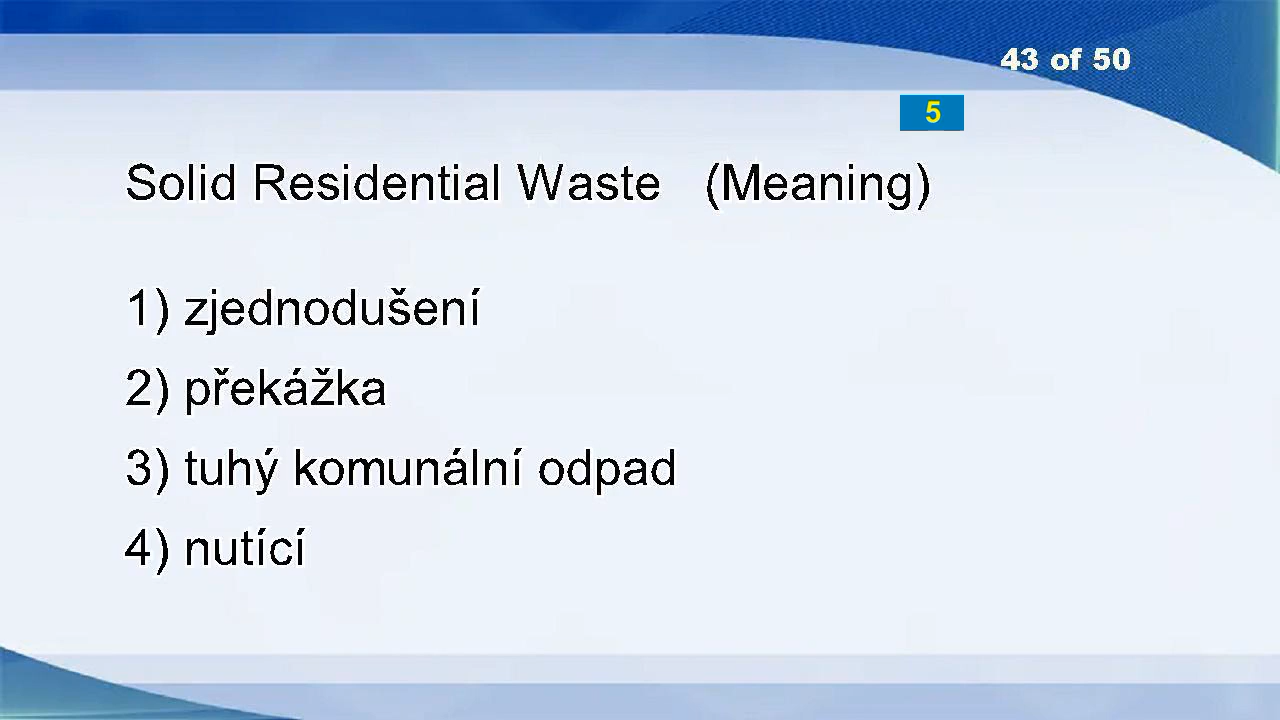 43 of 50
5
Solid Residential Waste (Meaning)
1) zjednodušení
2) překážka
3) tuhý komunální odpad
4) nutící